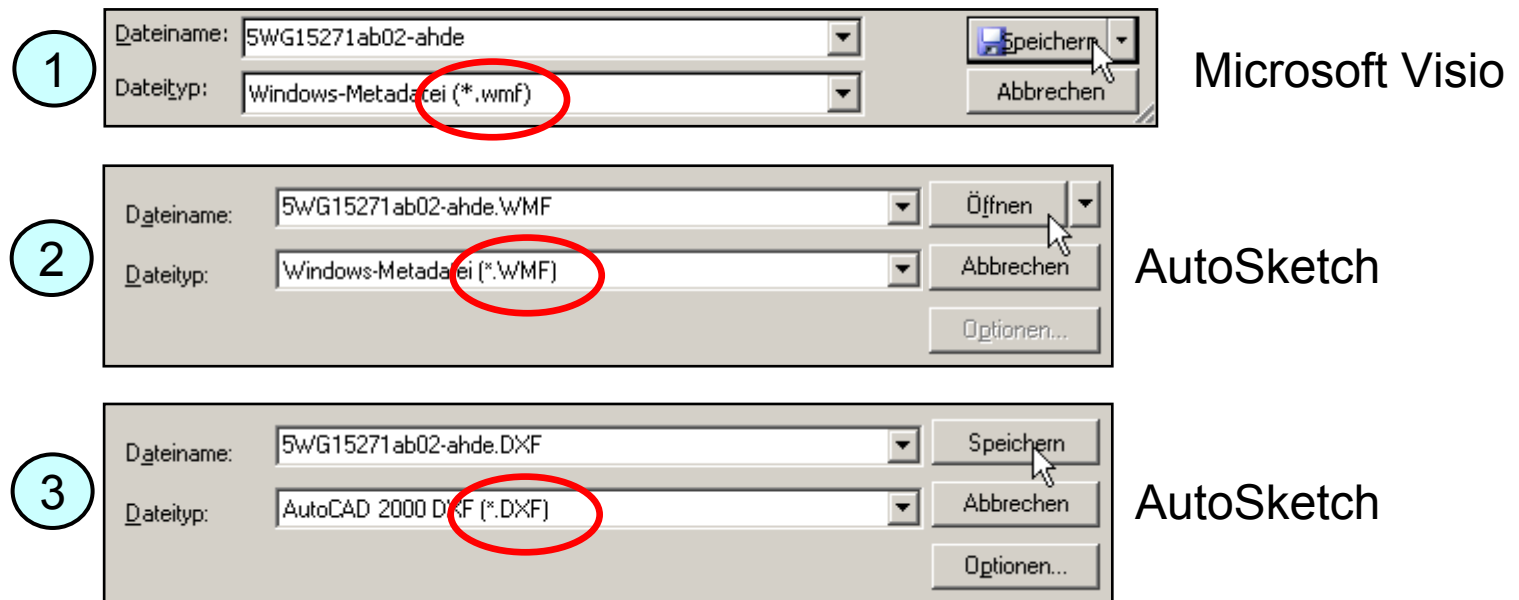 1
Dateiname: 5WG15271ab02-ahde Speichern
Dateityp: Windows-Metadatei (*.wmf) Abbrechen
Microsoft Visio
2
Dateiname: 5WG15271ab02-ahde.WMF Öffnen
Dateityp: Windows-Metadatei (*.WMF) Abbrechen
Optionen...
AutoSketch
3
Dateiname: 5WG15271ab02-ahde.DXF Speichern
Dateityp: AutoCAD 2000 DXF (*.DXF) Abbrechen
Optionen...
AutoSketch